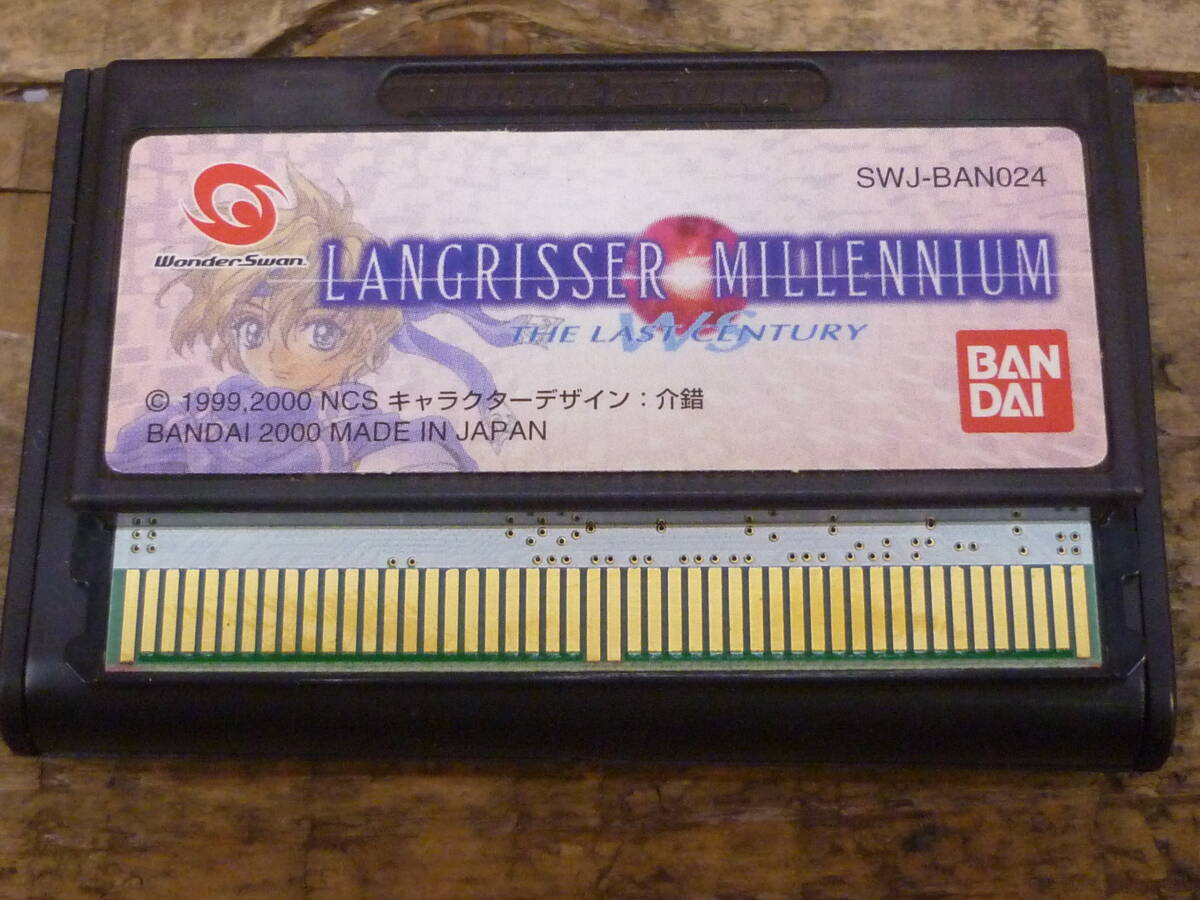 SWJ-BAN024
WonderSwan
LANGRISSER MILLENNIUM
WS
THE LAST CENTURY
BAN
DAI
© 1999,2000 NCS キャラクターデザイン：介錯
BANDAI 2000 MADE IN JAPAN